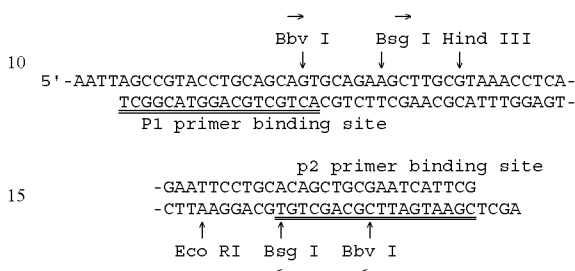 Bbv I Bsg I Hind III
10
5'-AATTAGCCGTACCTGCAGCAGTGCAGAAGCTTGCGTAAACCTCA-
TCGGCATGGACGTCGTCACGTCTTCGAACGCATTTGGAGT-
P1 primer binding site
p2 primer binding site
15
-GAATTCCTGCACAGCTGCGAATCATTCG
-CTTAAGGACGTGTCGACGCTTAGTAAGCTCGA
Eco RI Bsg I Bbv I